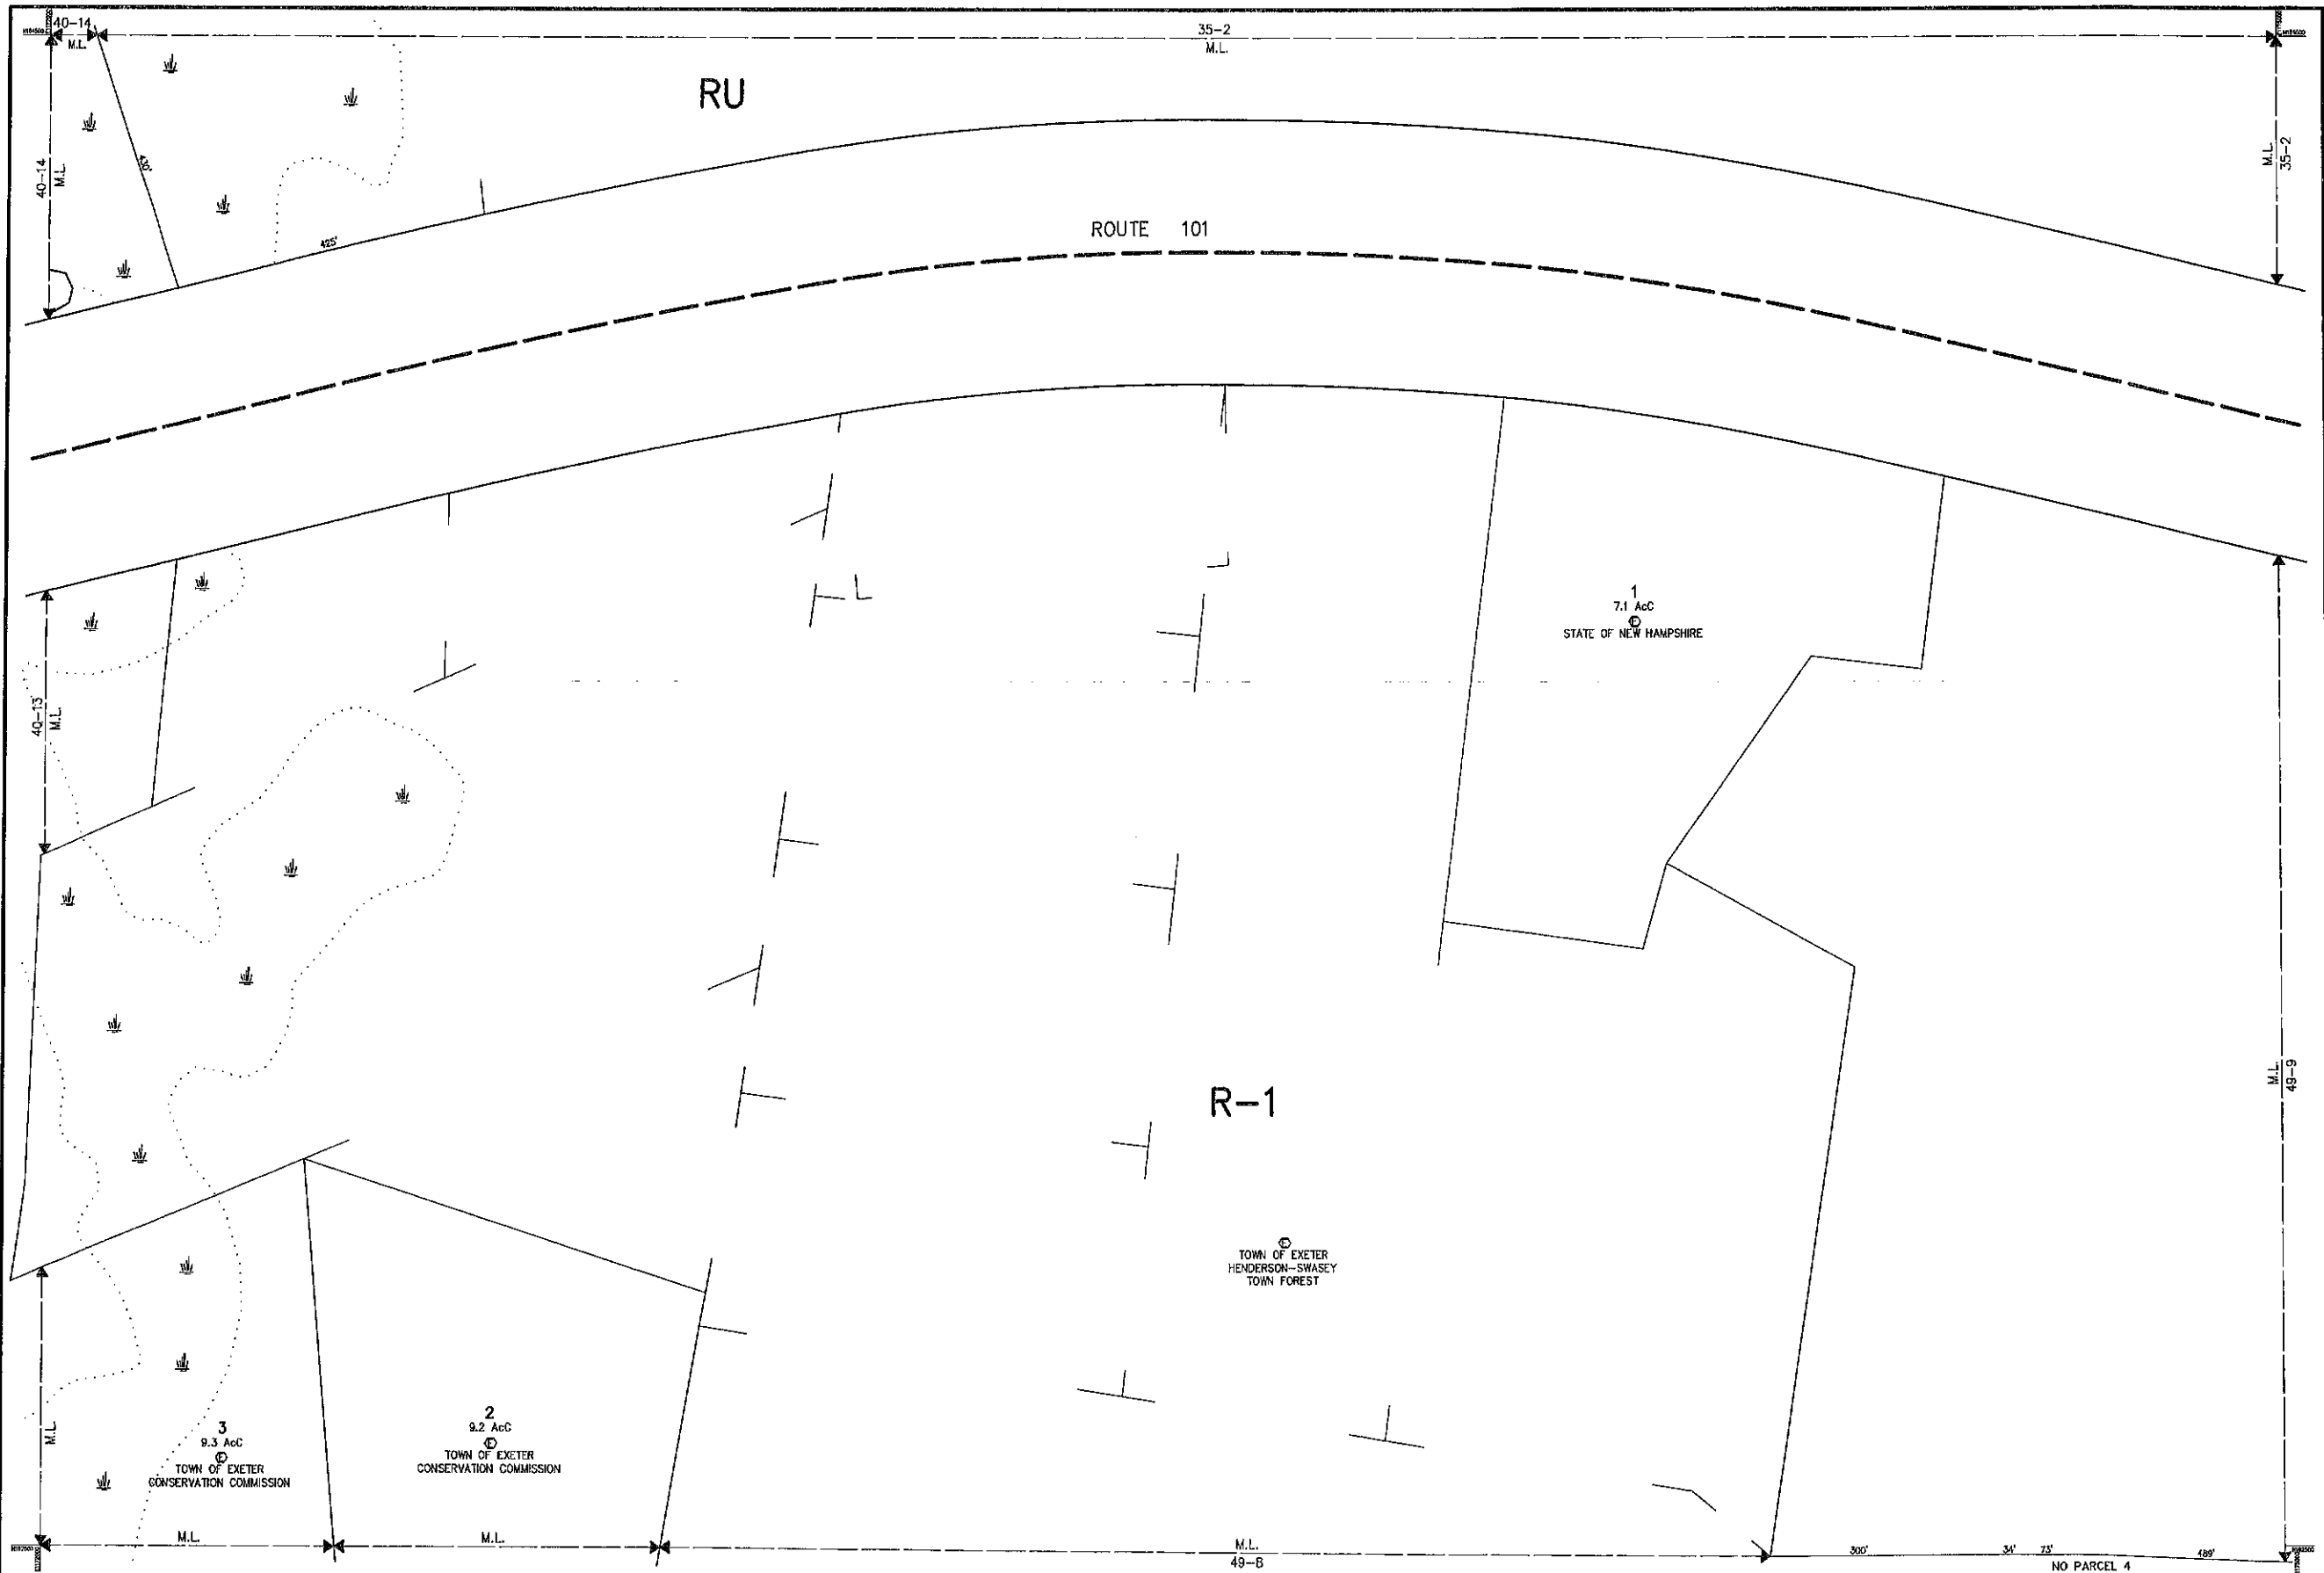 40-14
M.L.
35-2
M.L.
RU
40-14
M.L.
430'
425'
M.L.
35-2
ROUTE 101
1
7.1 AcC
E
STATE OF NEW HAMPSHIRE
40-13
M.L.
R-1
M.L.
49-9
E
TOWN OF EXETER
HENDERSON-SWASEY
TOWN FOREST
M.L.
3
9.3 AcC
E
TOWN OF EXETER
CONSERVATION COMMISSION
2
9.2 AcC
E
TOWN OF EXETER
CONSERVATION COMMISSION
M.L.
M.L.
M.L.
49-8
300'
34'
73'
489'
NO PARCEL 4